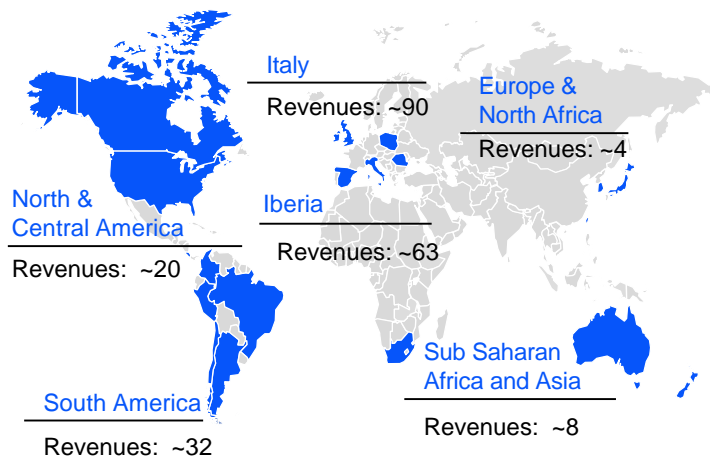 Italy
Revenues: ~90
Europe &
North Africa
Revenues: ~4
North &
Central America
Revenues: ~20
Iberia
Revenues: ~63
Sub Saharan
Africa and Asia
Revenues: ~8
South America
Revenues: ~32